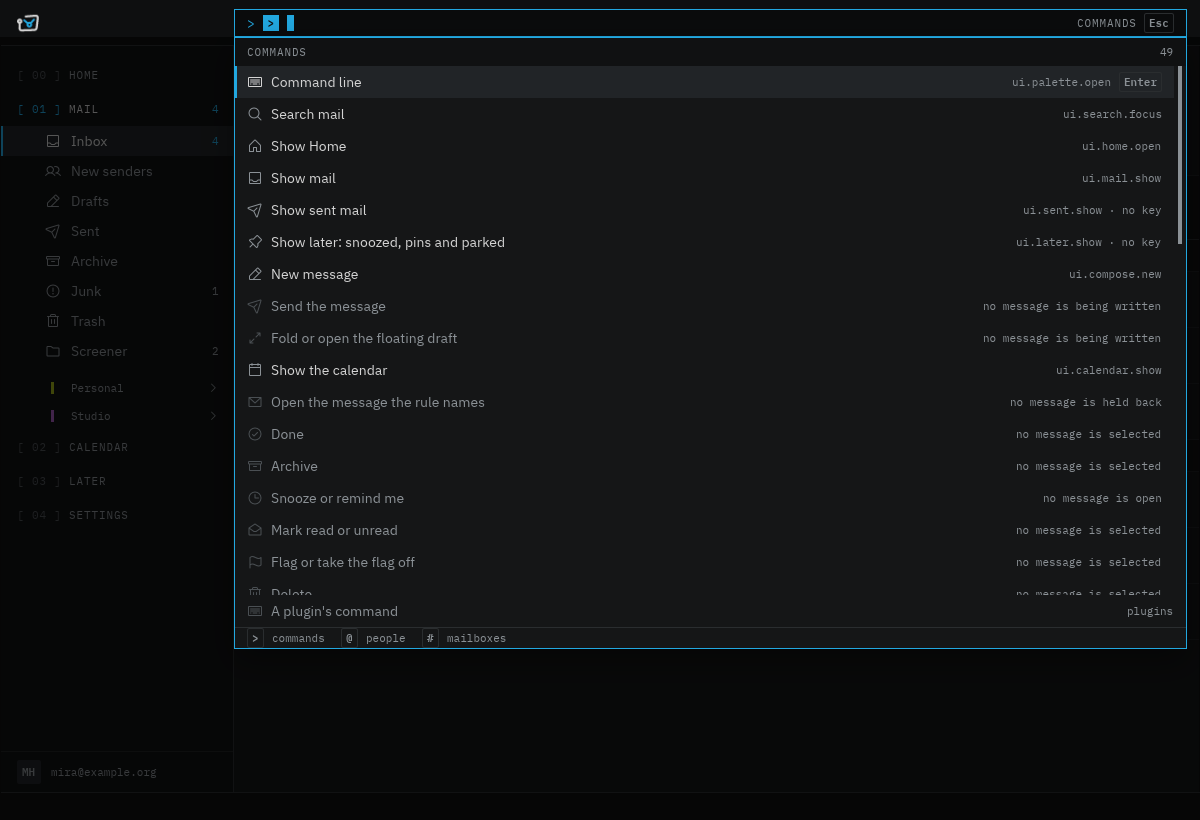 > > COMMANDS Esc
COMMANDS 49
Command line ui.palette.open Enter
Search mail ui.search.focus
Show Home ui.home.open
Show mail ui.mail.show
Show sent mail ui.sent.show · no key
Show later: snoozed, pins and parked ui.later.show · no key
New message ui.compose.new
Send the message no message is being written
Fold or open the floating draft no message is being written
Show the calendar ui.calendar.show
Open the message the rule names no message is held back
Done no message is selected
Archive no message is selected
Snooze or remind me no message is open
Mark read or unread no message is selected
Flag or take the flag off no message is selected
Delete no message is selected
A plugin's command plugins
> commands @ people # mailboxes
[ 00 ] HOME
[ 01 ] MAIL 4
Inbox 4
New senders
Drafts
Sent
Archive
Junk 1
Trash
Screener 2
Personal
Studio
[ 02 ] CALENDAR
[ 03 ] LATER
[ 04 ] SETTINGS
MH mira@example.org